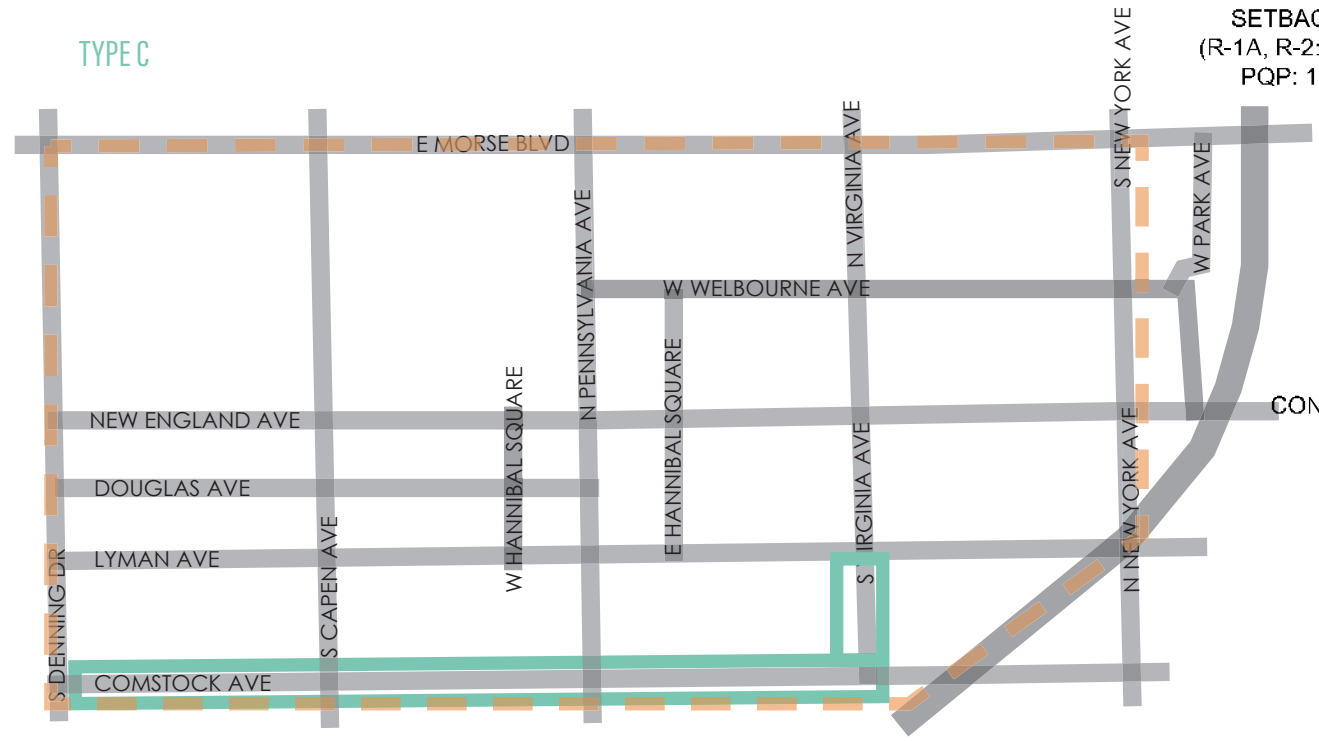 TYPE C
SETBAC
(R-1A, R-2:
PQP: 1
S NEW YORK AVE
E MORSE BLVD
N VIRGINIA AVE
W PARK AVE
N PENNSYLVANIA AVE
W WELBOURNE AVE
E HANNIBAL SQUARE
W HANNIBAL SQUARE
CON
NEW ENGLAND AVE
S IRGINIA AVE
N NEW YORK AVE
DOUGLAS AVE
S CAPEN AVE
LYMAN AVE
S DENNING DR
COMSTOCK AVE